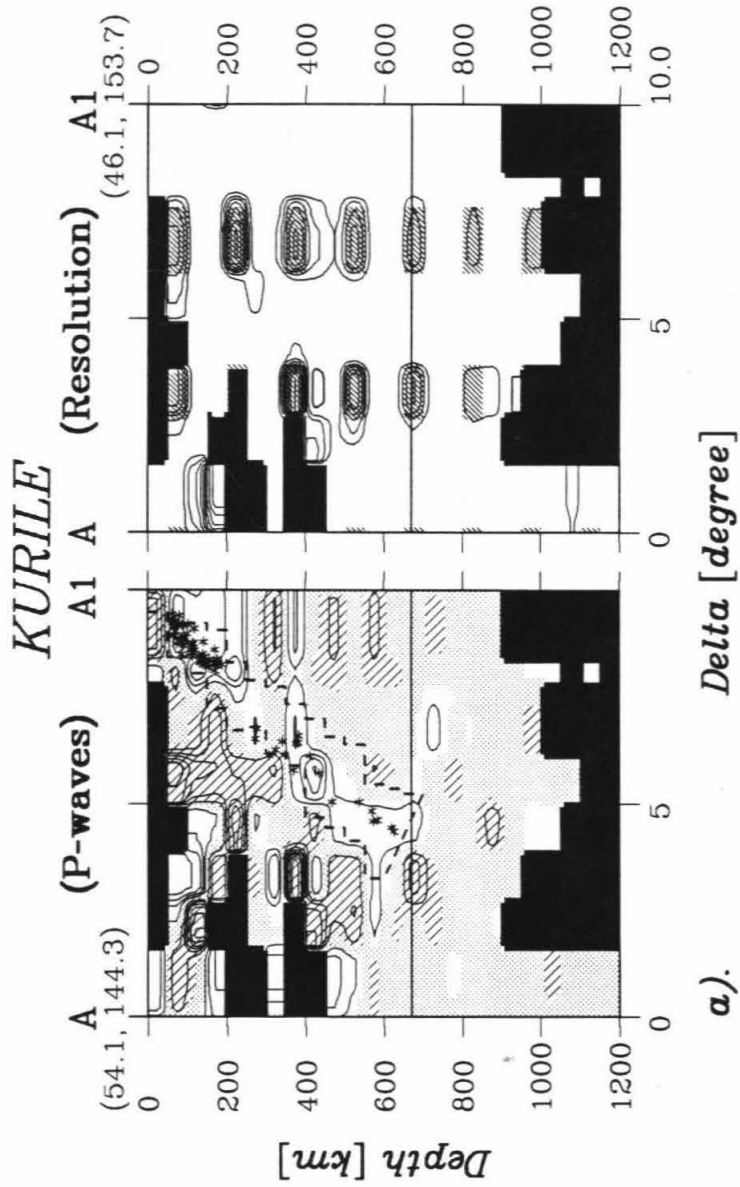 KURILE
A (P-waves) A1
(54.1, 144.3)
A (Resolution) A1
(46.1, 153.7)
0
200
400
600
800
1000
1200
Depth [km]
0
200
400
600
800
1000
1200
0 5 0 5 10.0
a). Delta [degree]